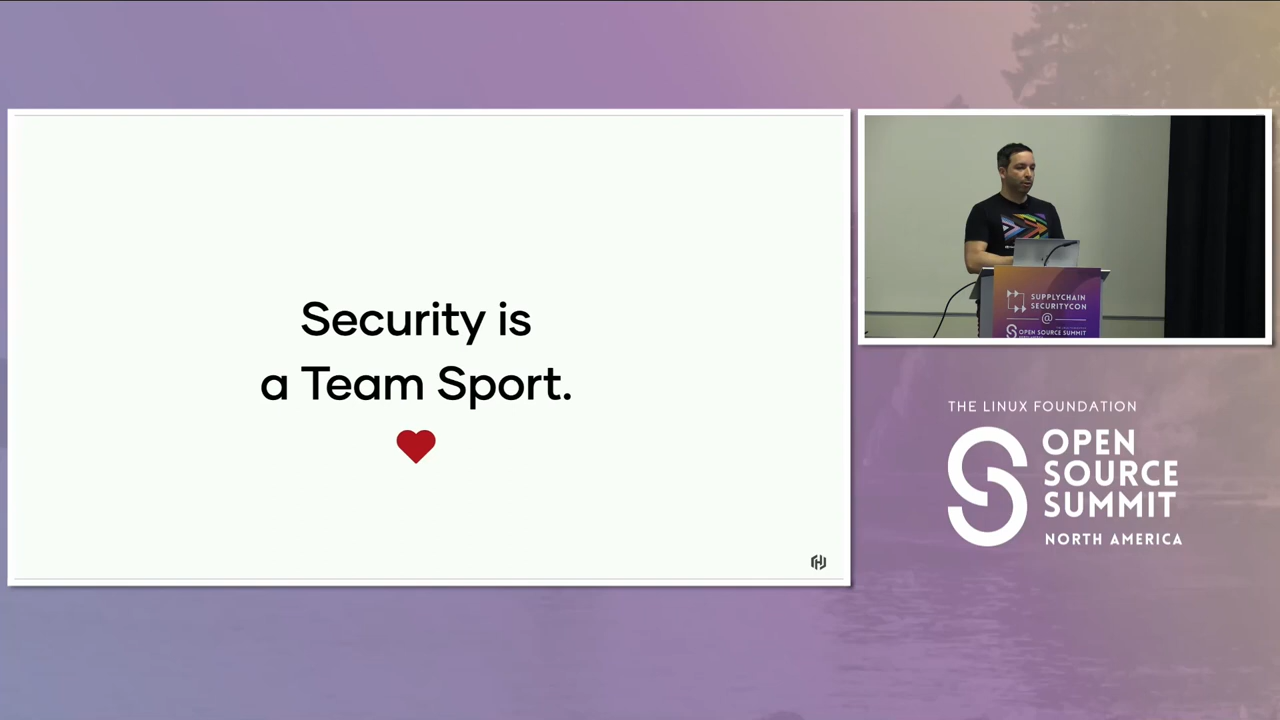 Security is
a Team Sport.
SUPPLYCHAIN
SECURITYCON
@
OPEN SOURCE SUMMIT
THE LINUX FOUNDATION
OPEN
SOURCE
SUMMIT
NORTH AMERICA